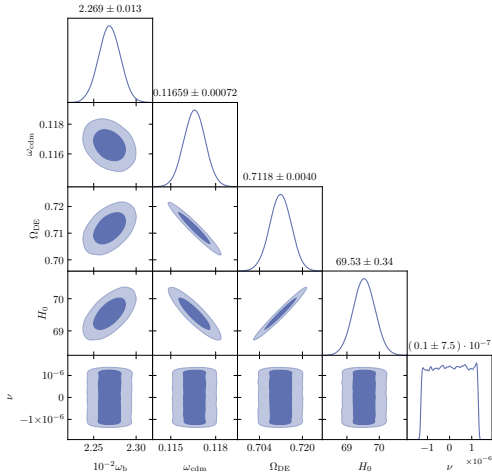 2.269 ± 0.013
0.11659 ± 0.00072
0.118
0.116
ω_cdm
0.7118 ± 0.0040
0.72
0.71
0.70
Ω_DE
69.53 ± 0.34
70
69
H_0
(0.1 ± 7.5) · 10^{-7}
10^{-6}
0
−1×10^{-6}
ν
2.25 2.30 0.115 0.118 0.704 0.720 69 70 −1 0 1
×10^{-6}
10^{-2}ω_b ω_cdm Ω_DE H_0 ν